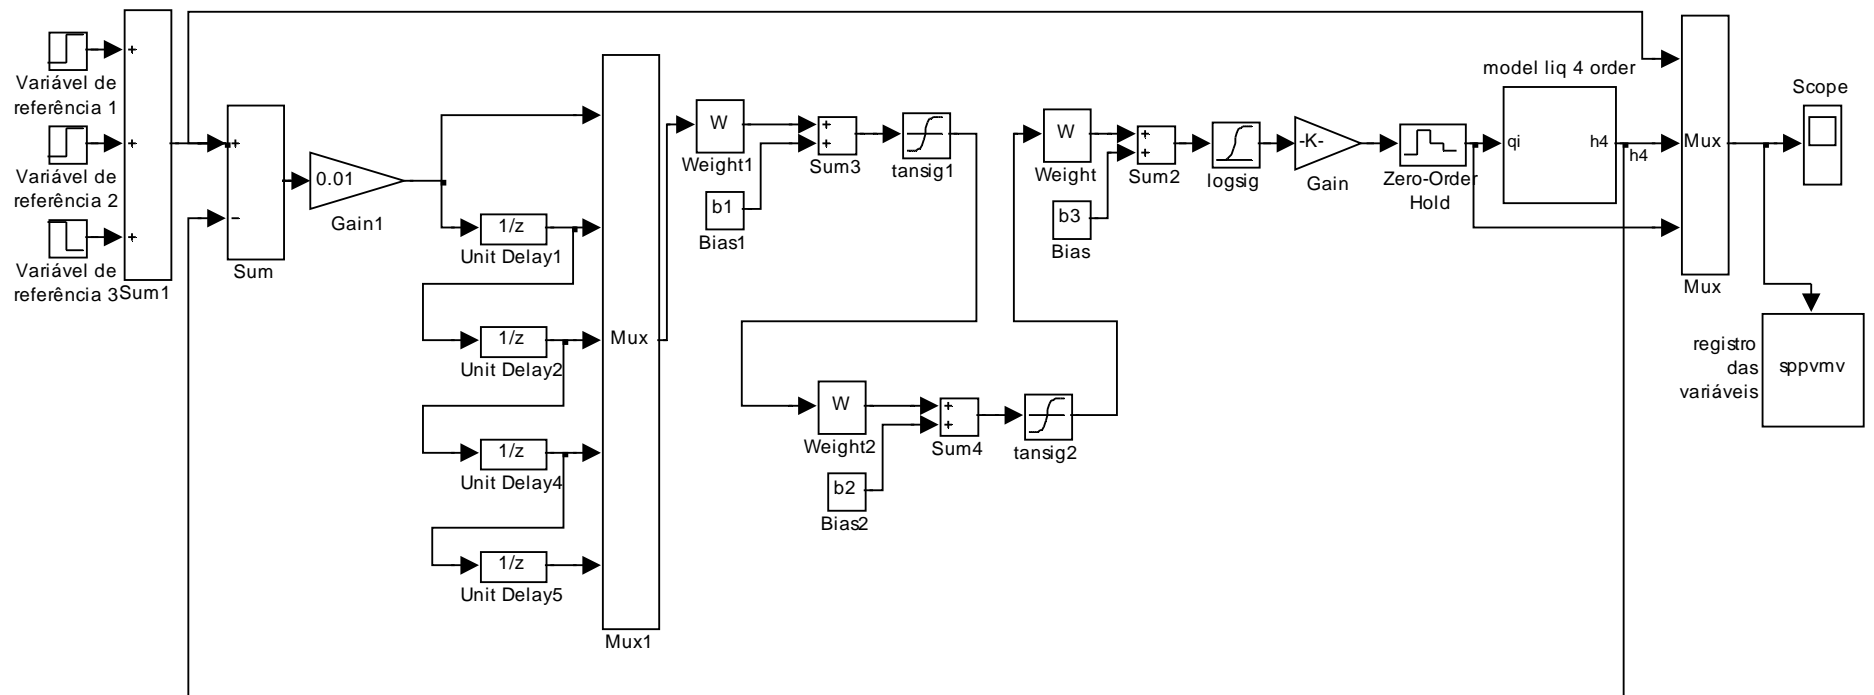 Variável de
referência 1
Variável de
referência 2
Variável de
referência 3
+
+
+
Sum1
+
−
Sum
0.01
Gain1
1/z
Unit Delay1
1/z
Unit Delay2
1/z
Unit Delay4
1/z
Unit Delay5
Mux
Mux1
W
Weight1
b1
Bias1
+
+
Sum3
tansig1
W
Weight2
b2
Bias2
+
+
Sum4
tansig2
W
Weight
b3
Bias
+
+
Sum2
logsig
-K-
Gain
Zero-Order
Hold
model liq 4 order
qi
h4
h4
Mux
Mux
Scope
registro
das
variáveis
sppvmv